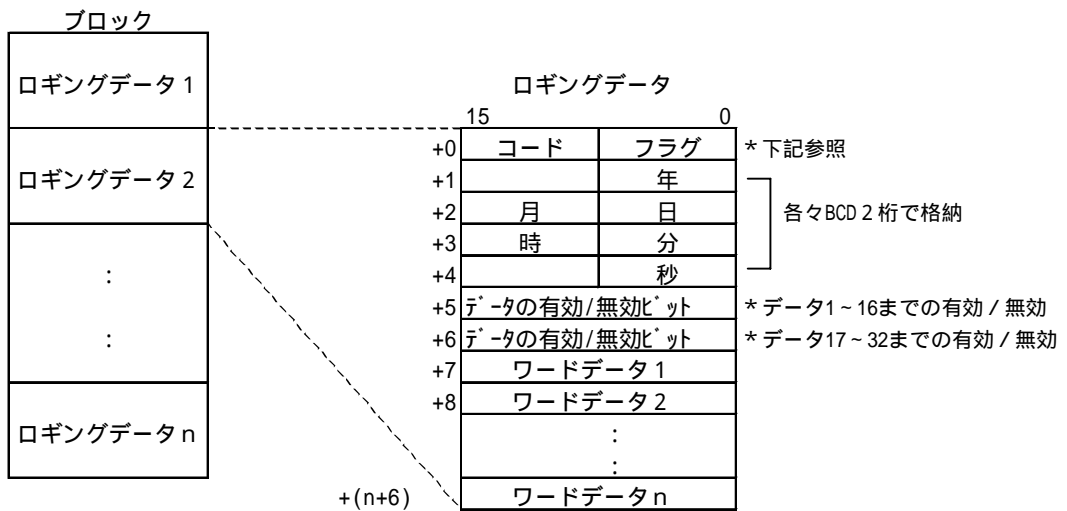 ブロック
ロギングデータ1
ロギングデータ2
:
:
ロギングデータn
ロギングデータ
15 0
+0 コード フラグ *下記参照
+1 年
+2 月 日 各々BCD2桁で格納
+3 時 分
+4 秒
+5 ﾃﾞｰﾀの有効/無効ﾋﾞｯﾄ *データ1~16までの有効/無効
+6 ﾃﾞｰﾀの有効/無効ﾋﾞｯﾄ *データ17~32までの有効/無効
+7 ワードデータ1
+8 ワードデータ2
:
:
+(n+6) ワードデータn